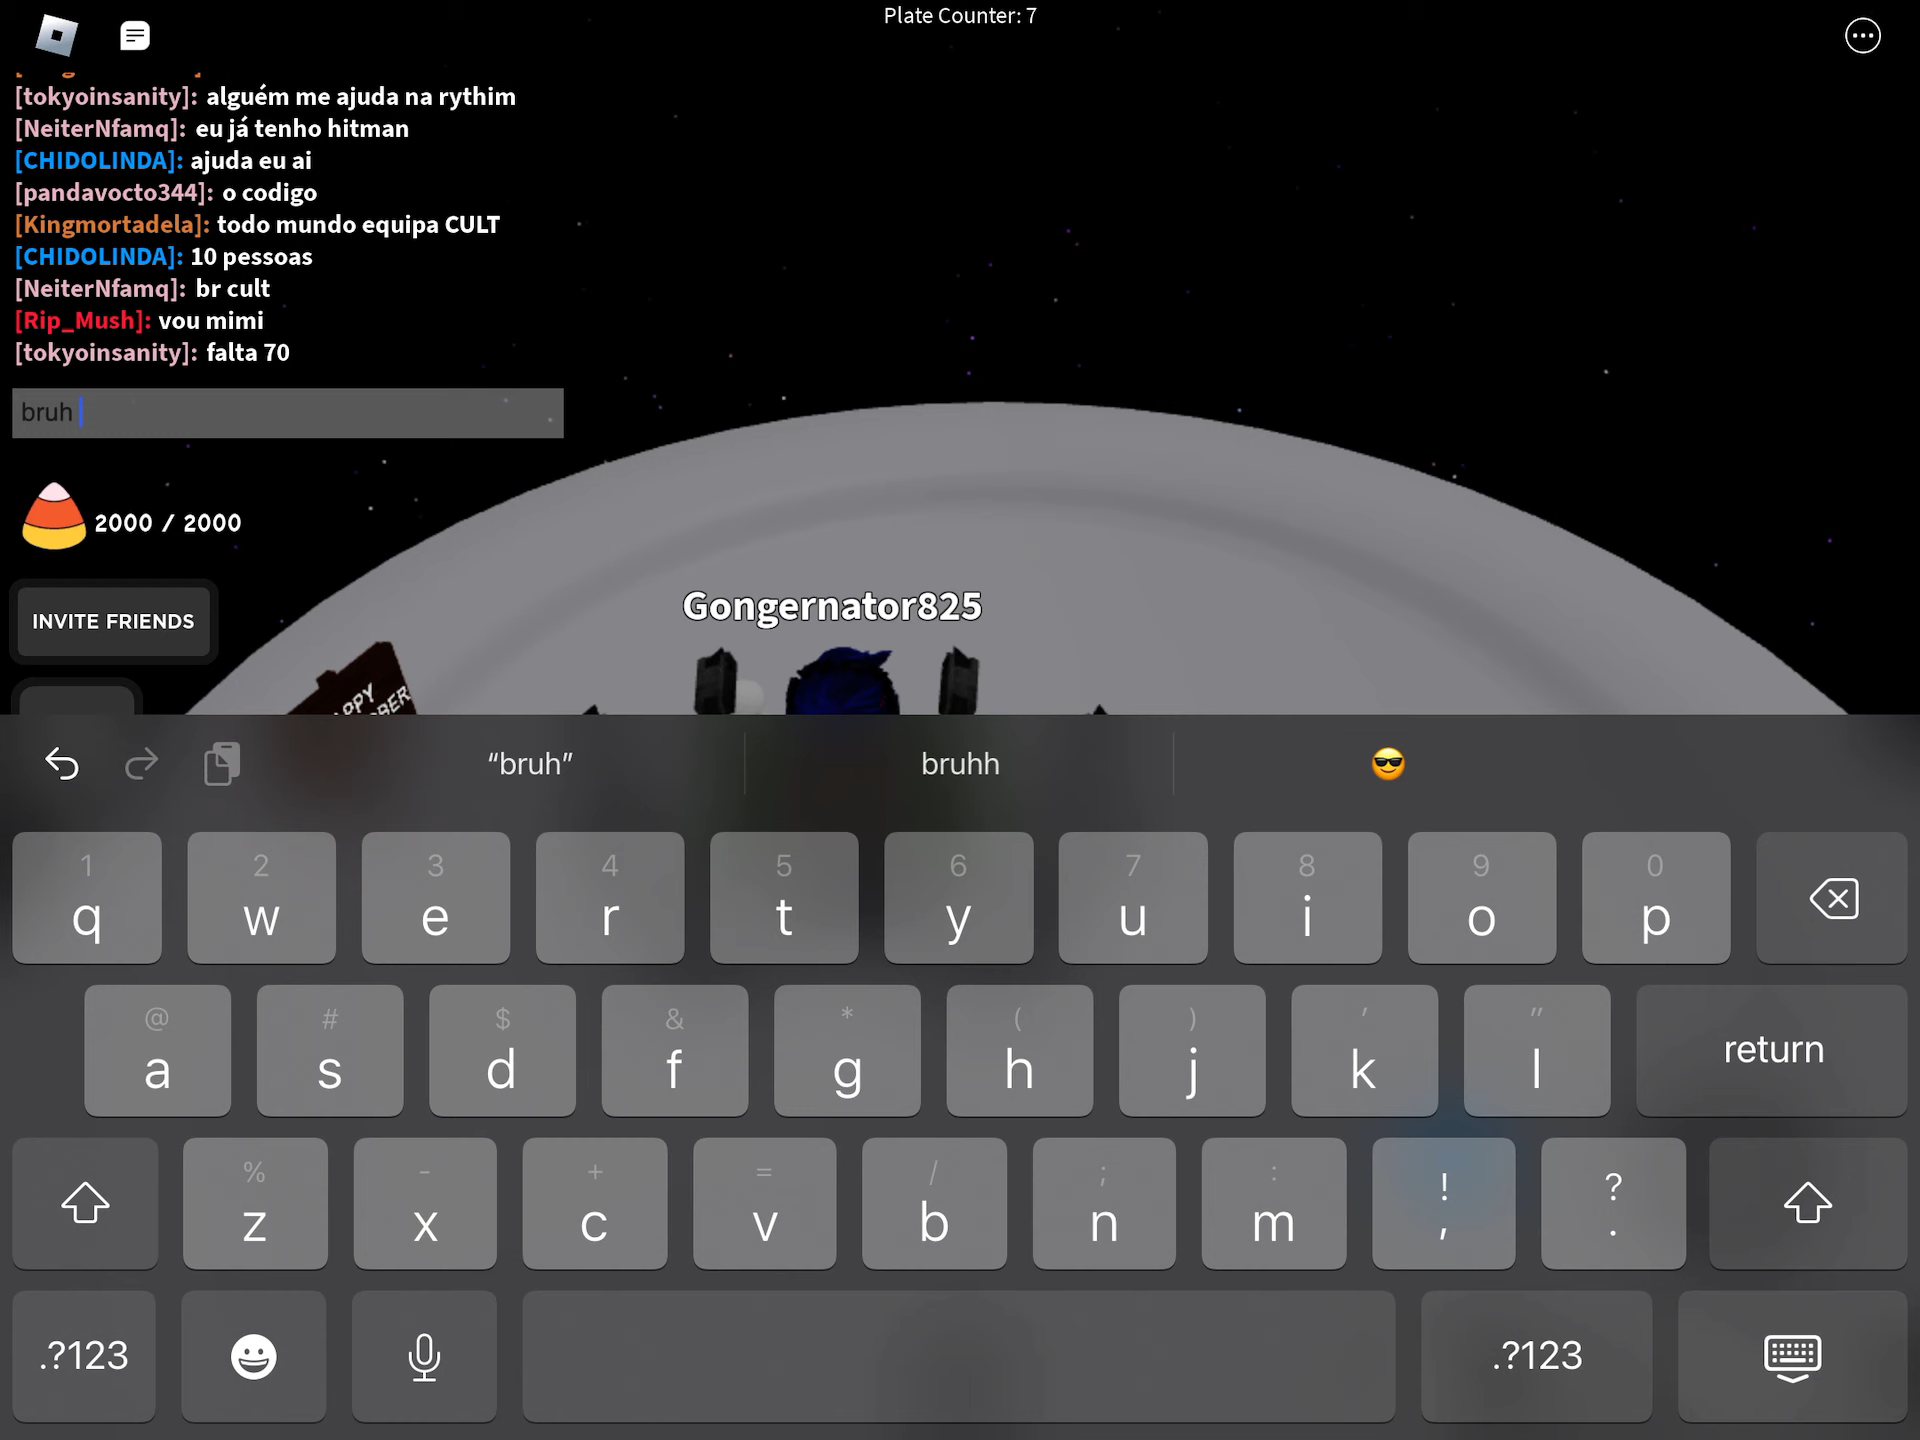 Plate Counter: 7
[tokyoinsanity]: alguém me ajuda na rythim
[NeiterNfamq]: eu já tenho hitman
[CHIDOLINDA]: ajuda eu ai
[pandavocto344]: o codigo
[Kingmortadela]: todo mundo equipa CULT
[CHIDOLINDA]: 10 pessoas
[NeiterNfamq]: br cult
[Rip_Mush]: vou mimi
[tokyoinsanity]: falta 70
bruh
2000 / 2000
INVITE FRIENDS
Gongernator825
“bruh” bruhh 😎
1 2 3 4 5 6 7 8 9 0
q w e r t y u i o p
@ # $ & * ( ) ' "
a s d f g h j k l return
% - + = / ; : ! ?
z x c v b n m , .
.?123 .?123